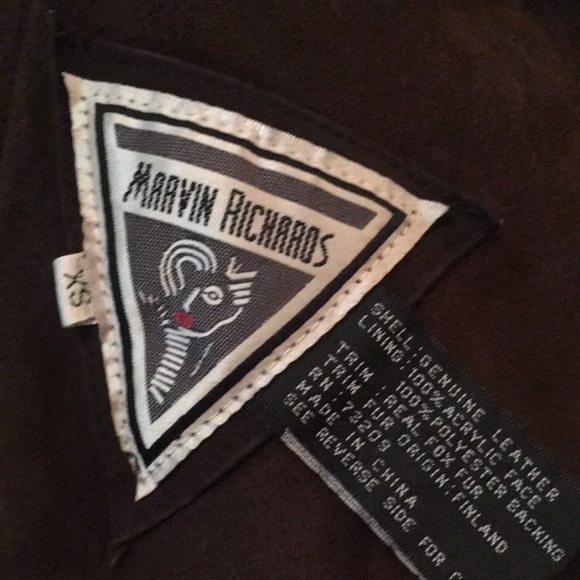 MARVIN RICHARDS
XS
SHELL:GENUINE LEATHER
LINING:100%ACRYLIC FACE
100%POLYESTER BACKING
TRIM :REAL FOX FUR
TRIM FUR ORIGIN:FINLAND
RN:73209
MADE IN CHINA
SEE REVERSE SIDE FOR